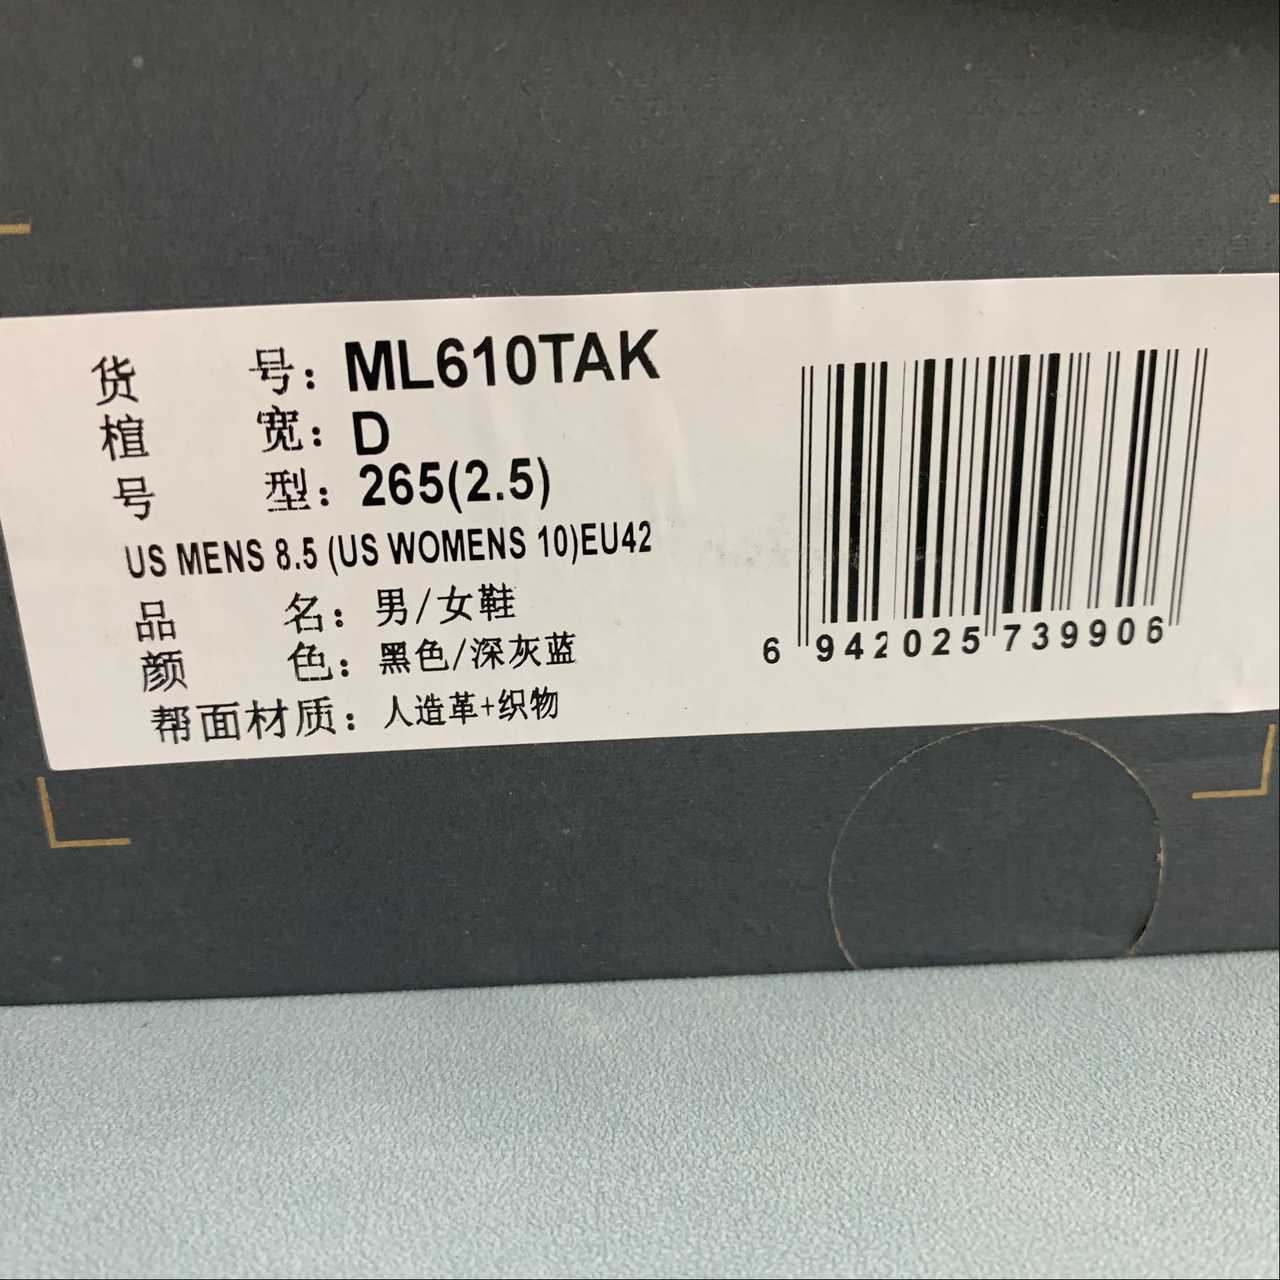 货 号：ML610TAK
楦 宽：D
号 型：265(2.5)
US MENS 8.5 (US WOMENS 10)EU42
品 名：男/女鞋
颜 色：黑色/深灰蓝
帮面材质：人造革+织物
6 942025 739906